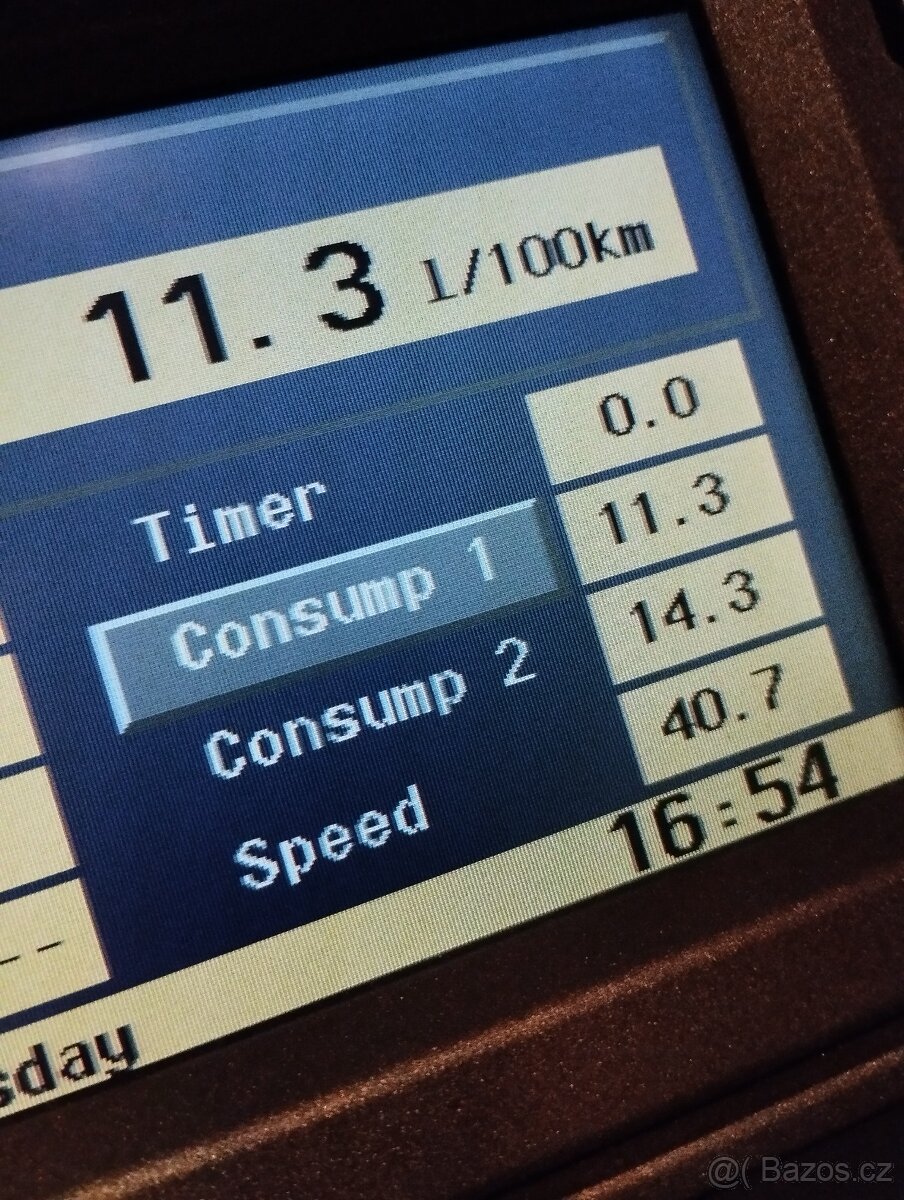 11.3 l/100km
Timer 0.0
Consump 1 11.3
Consump 2 14.3
Speed 40.7
--
sday 16:54
@( Bazos.cz